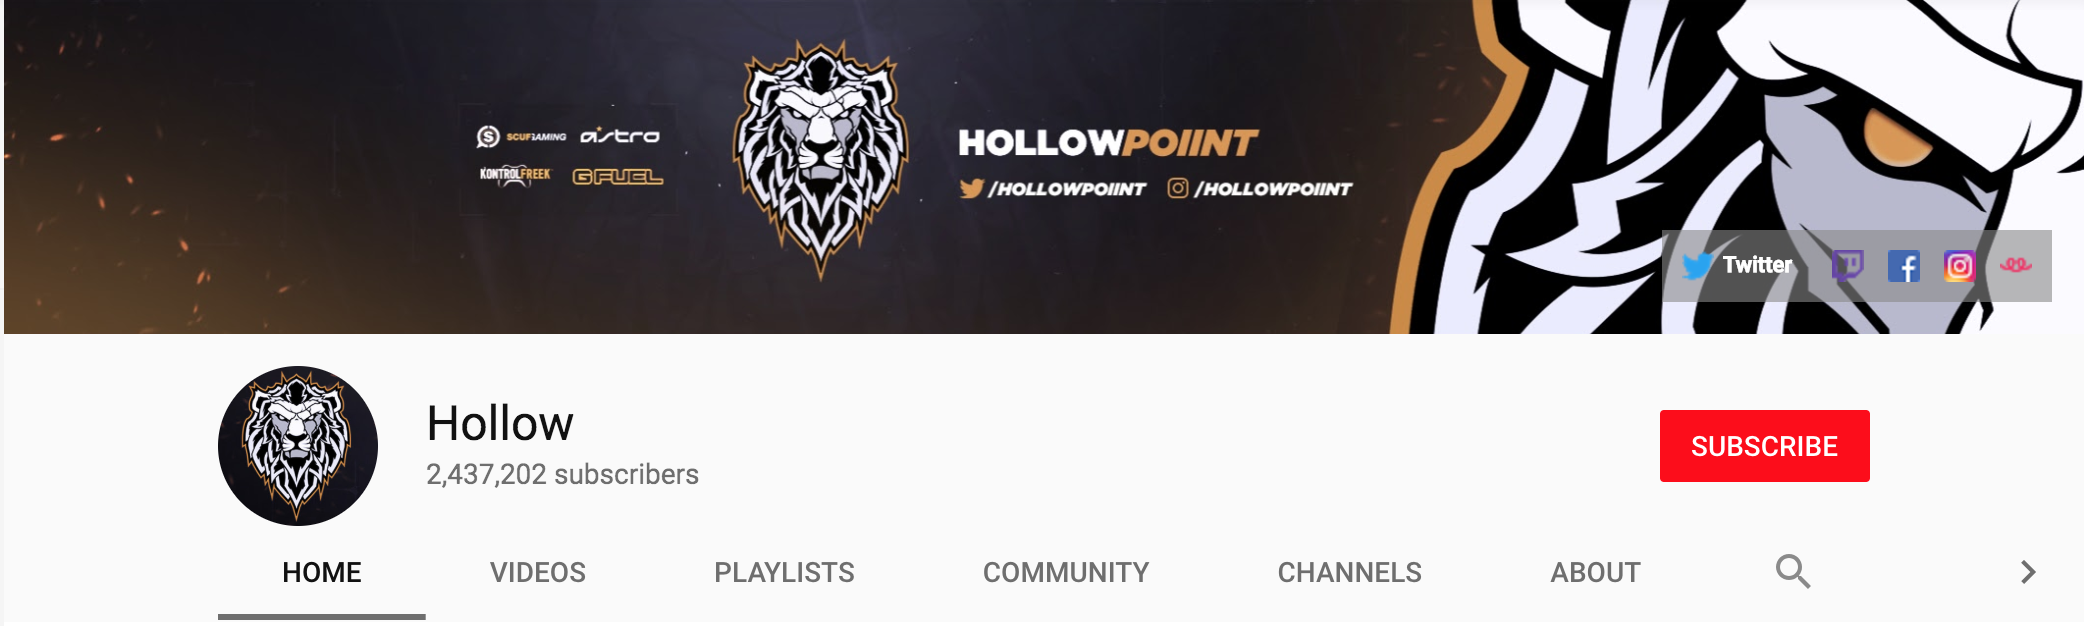 SCUFGAMING astro
KONTROLFREEK GFUEL
HOLLOWPOIINT
/HOLLOWPOIINT /HOLLOWPOIINT
Twitter
Hollow
2,437,202 subscribers
SUBSCRIBE
HOME VIDEOS PLAYLISTS COMMUNITY CHANNELS ABOUT